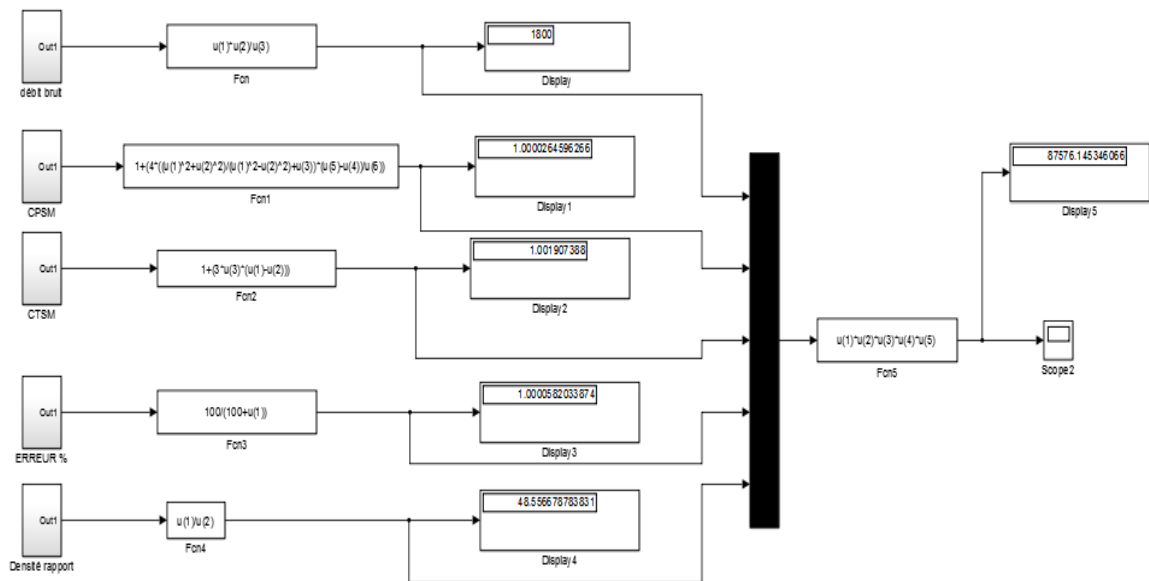 Out1
débit bruit
u(1)*u(2)/u(3)
Fcn
1800
Display
Out1
CPSM
1+(4*((u(1)^2+u(2)^2)/(u(1)^2-u(2)^2)+u(3))*(u(5)-u(4))/u(6))
Fcn1
1.0000264596266
Display1
Out1
CTSM
1+(3*u(3)*(u(1)-u(2)))
Fcn2
1.001907388
Display2
Out1
ERREUR %
100/(100+u(1))
Fcn3
1.0000582033874
Display3
Out1
Densité rapport
u(1)/u(2)
Fcn4
48.556678783831
Display4
u(1)*u(2)*u(3)*u(4)*u(5)
Fcn5
87576.145346066
Display5
Scope2